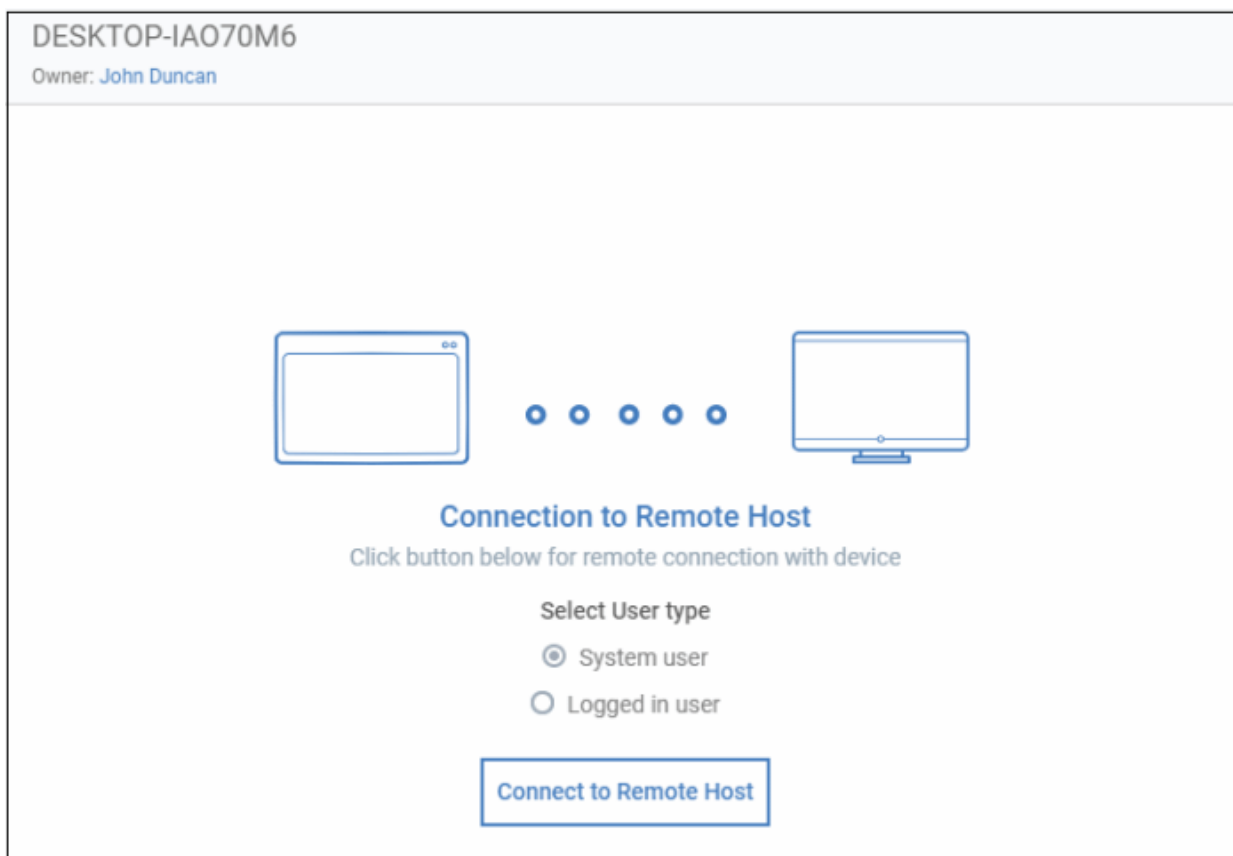 DESKTOP-IAO70M6
Owner: John Duncan
Connection to Remote Host
Click button below for remote connection with device
Select User type
System user
Logged in user
Connect to Remote Host